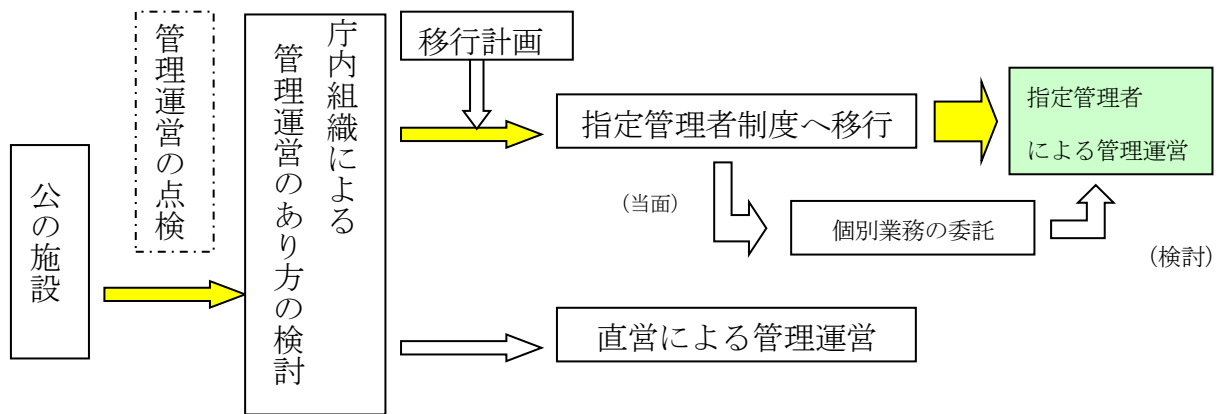 公の施設
管理運営の点検
庁内組織による
管理運営のあり方の検討
移行計画
指定管理者制度へ移行
指定管理者
による管理運営
（当面）
個別業務の委託
（検討）
直営による管理運営